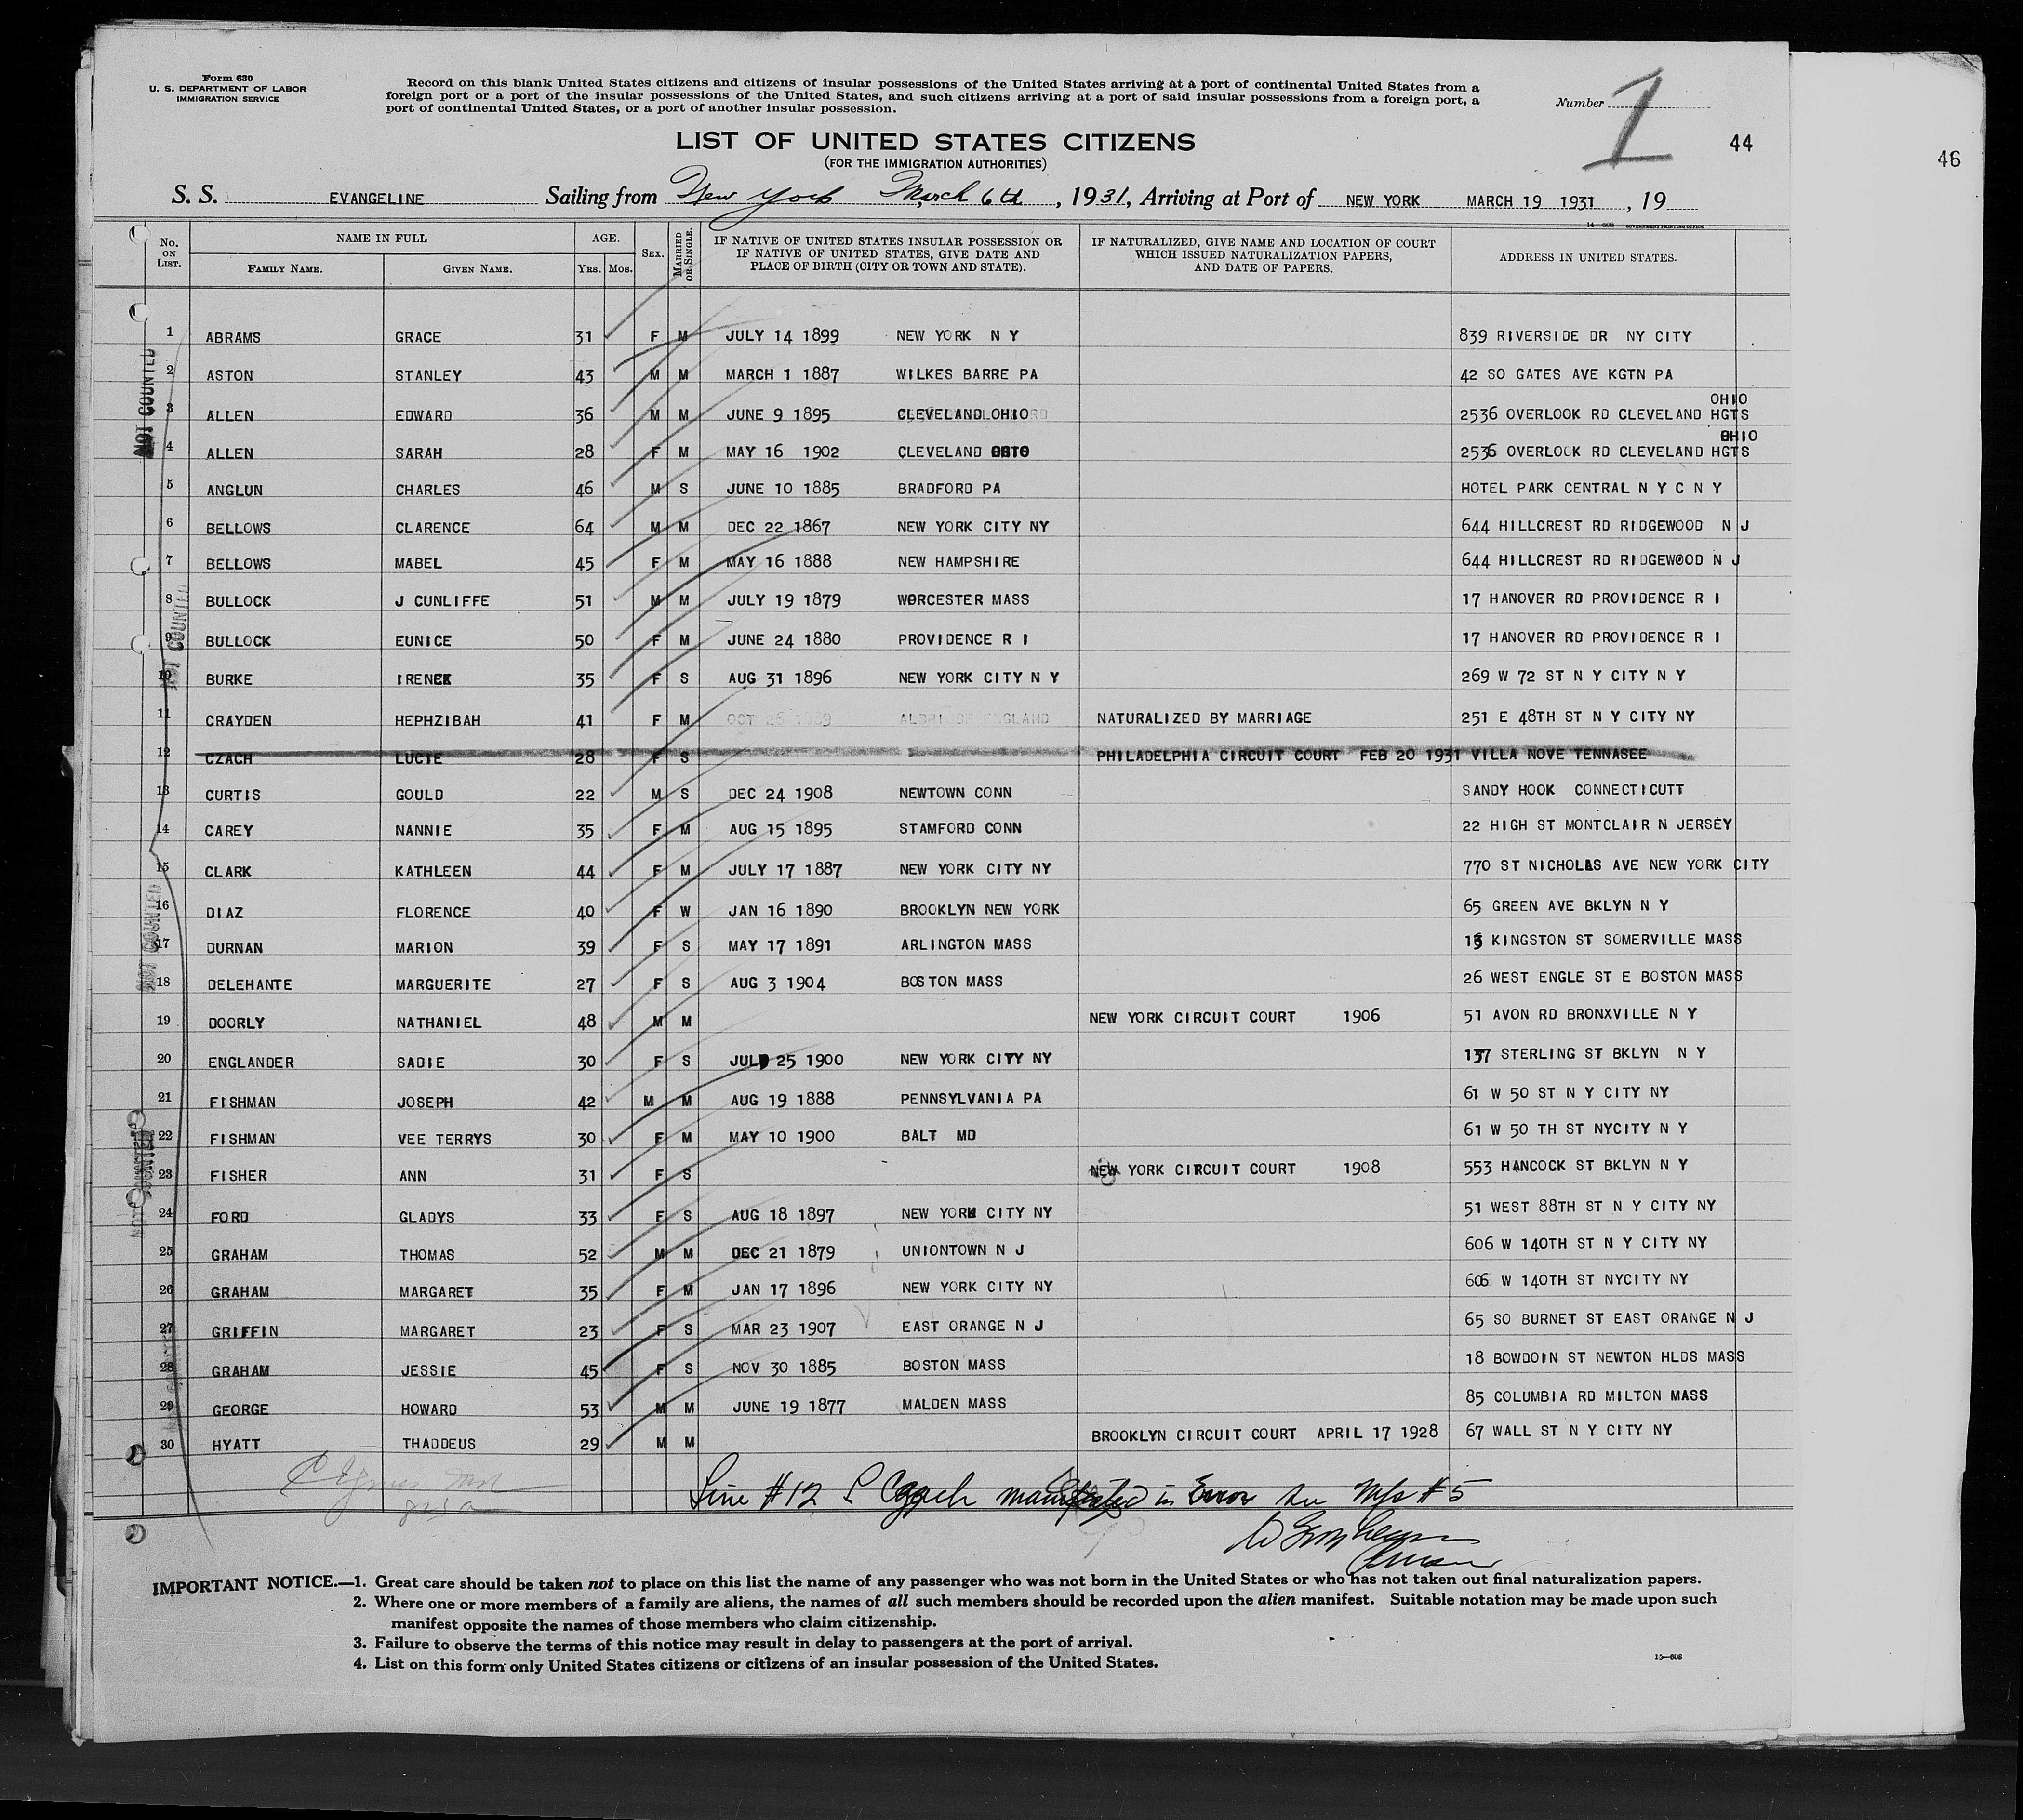 Form 630
U. S. DEPARTMENT OF LABOR
IMMIGRATION SERVICE
Record on this blank United States citizens and citizens of insular possessions of the United States arriving at a port of continental United States from a
foreign port or a port of the insular possessions of the United States, and such citizens arriving at a port of said insular possessions from a foreign port, a
port of continental United States, or a port of another insular possession.
Number 1
44
46
LIST OF UNITED STATES CITIZENS
(FOR THE IMMIGRATION AUTHORITIES)
S. S. EVANGELINE Sailing from New York March 6th, 1931, Arriving at Port of NEW YORK MARCH 19 1931, 19
14—608 GOVERNMENT PRINTING OFFICE
No. ON LIST. NAME IN FULL AGE. SEX. MARRIED OR SINGLE. IF NATIVE OF UNITED STATES INSULAR POSSESSION OR IF NATIVE OF UNITED STATES, GIVE DATE AND PLACE OF BIRTH (CITY OR TOWN AND STATE). IF NATURALIZED, GIVE NAME AND LOCATION OF COURT WHICH ISSUED NATURALIZATION PAPERS, AND DATE OF PAPERS. ADDRESS IN UNITED STATES.
FAMILY NAME. GIVEN NAME. YRS. MOS.
1 ABRAMS GRACE 31 F M JULY 14 1899 NEW YORK N Y 839 RIVERSIDE DR NY CITY
2 ASTON STANLEY 43 M M MARCH 1 1887 WILKES BARRE PA 42 SO GATES AVE KGTN PA
3 ALLEN EDWARD 36 M M JUNE 9 1895 CLEVELAND OHIO 2536 OVERLOOK RD CLEVELAND HGTS OHIO
4 ALLEN SARAH 28 F M MAY 16 1902 CLEVELAND OHIO 2536 OVERLOOK RD CLEVELAND HGTS OHIO
5 ANGLUN CHARLES 46 M S JUNE 10 1885 BRADFORD PA HOTEL PARK CENTRAL N Y C N Y
6 BELLOWS CLARENCE 64 M M DEC 22 1867 NEW YORK CITY NY 644 HILLCREST RD RIDGEWOOD N J
7 BELLOWS MABEL 45 F M MAY 16 1888 NEW HAMPSHIRE 644 HILLCREST RD RIDGEWOOD N J
8 BULLOCK J CUNLIFFE 51 M M JULY 19 1879 WORCESTER MASS 17 HANOVER RD PROVIDENCE R I
9 BULLOCK EUNICE 50 F M JUNE 24 1880 PROVIDENCE R I 17 HANOVER RD PROVIDENCE R I
10 BURKE IRENE 35 F S AUG 31 1896 NEW YORK CITY N Y 269 W 72 ST N Y CITY N Y
11 CRAYDEN HEPHZIBAH 41 F M OCT ENGLAND NATURALIZED BY MARRIAGE 251 E 48TH ST N Y CITY NY
12 CZACH LUCIE 28 F S PHILADELPHIA CIRCUIT COURT FEB 20 1931 VILLA NOVE TENNASEE
13 CURTIS GOULD 22 M S DEC 24 1908 NEWTOWN CONN SANDY HOOK CONNECTICUTT
14 CAREY NANNIE 35 F M AUG 15 1895 STAMFORD CONN 22 HIGH ST MONTCLAIR N JERSEY
15 CLARK KATHLEEN 44 F M JULY 17 1887 NEW YORK CITY NY 770 ST NICHOLAS AVE NEW YORK CITY
16 DIAZ FLORENCE 40 F W JAN 16 1890 BROOKLYN NEW YORK 65 GREEN AVE BKLYN N Y
17 DURNAN MARION 39 F S MAY 17 1891 ARLINGTON MASS 15 KINGSTON ST SOMERVILLE MASS
18 DELEHANTE MARGUERITE 27 F S AUG 3 1904 BOSTON MASS 26 WEST ENGLE ST E BOSTON MASS
19 DOORLY NATHANIEL 48 M M NEW YORK CIRCUIT COURT 1906 51 AVON RD BRONXVILLE N Y
20 ENGLANDER SADIE 30 F S JULY 25 1900 NEW YORK CITY NY 137 STERLING ST BKLYN N Y
21 FISHMAN JOSEPH 42 M M AUG 19 1888 PENNSYLVANIA PA 61 W 50 ST N Y CITY NY
22 FISHMAN VEE TERRYS 30 F M MAY 10 1900 BALT MD 61 W 50 TH ST NYCITY N Y
23 FISHER ANN 31 F S NEW YORK CIRCUIT COURT 1908 553 HANCOCK ST BKLYN N Y
24 FORD GLADYS 33 F S AUG 18 1897 NEW YORK CITY NY 51 WEST 88TH ST N Y CITY NY
25 GRAHAM THOMAS 52 M M DEC 21 1879 UNIONTOWN N J 606 W 140TH ST N Y CITY NY
26 GRAHAM MARGARET 35 F M JAN 17 1896 NEW YORK CITY NY 606 W 140TH ST NYCITY NY
27 GRIFFIN MARGARET 23 F S MAR 23 1907 EAST ORANGE N J 65 SO BURNET ST EAST ORANGE N J
28 GRAHAM JESSIE 45 F S NOV 30 1885 BOSTON MASS 18 BOWDOIN ST NEWTON HLDS MASS
29 GEORGE HOWARD 53 M M JUNE 19 1877 MALDEN MASS 85 COLUMBIA RD MILTON MASS
30 HYATT THADDEUS 29 M M BROOKLYN CIRCUIT COURT APRIL 17 1928 67 WALL ST N Y CITY NY
NOT COUNTED
NOT COUNTED
NOT COUNTED
NOT COUNTED
Line #12 manifested in Error see Mfs #5
IMPORTANT NOTICE.—1. Great care should be taken not to place on this list the name of any passenger who was not born in the United States or who has not taken out final naturalization papers.
2. Where one or more members of a family are aliens, the names of all such members should be recorded upon the alien manifest. Suitable notation may be made upon such
manifest opposite the names of those members who claim citizenship.
3. Failure to observe the terms of this notice may result in delay to passengers at the port of arrival.
4. List on this form only United States citizens or citizens of an insular possession of the United States.
15—608